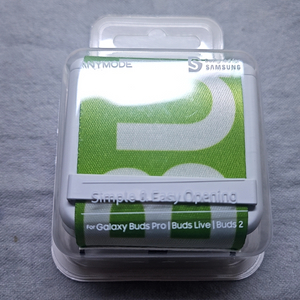 ANYMODE
SAMSUNG
Simple & Easy Opening
For Galaxy Buds Pro | Buds Live | Buds 2